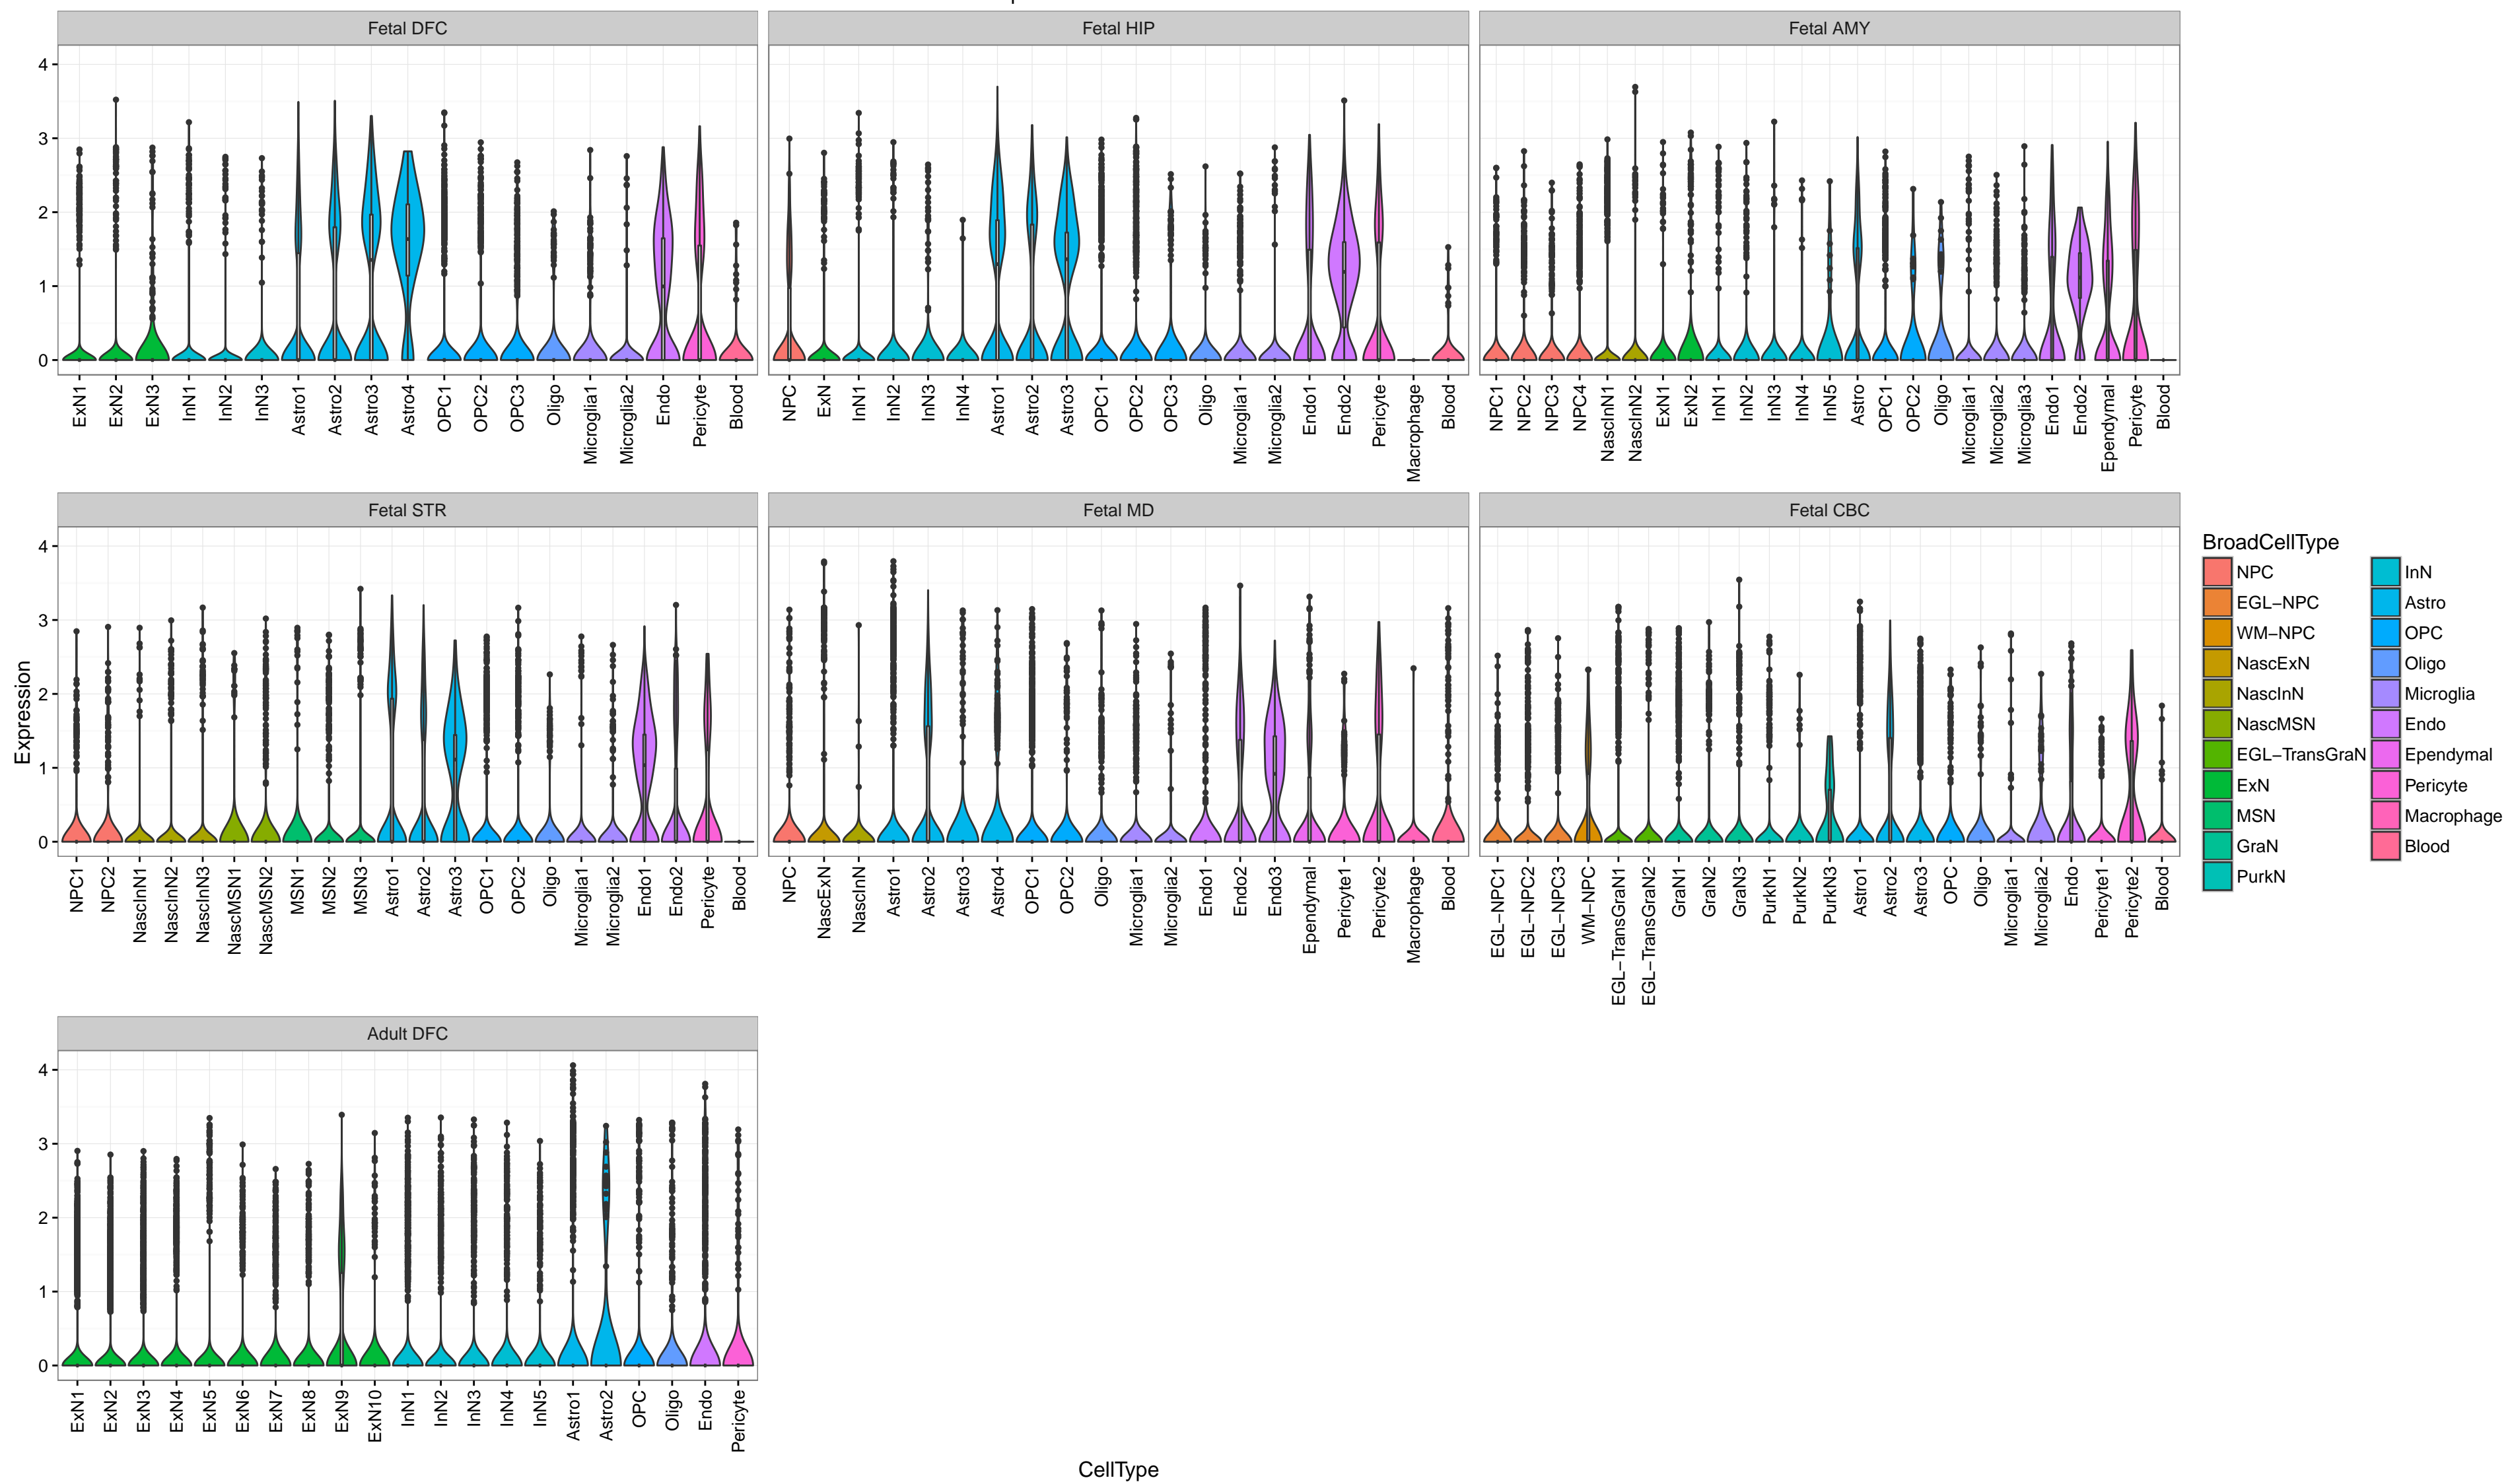 Fetal DFC
Fetal HIP
Fetal AMY
4
3
2
1
0
ExN1 ExN2 ExN3 InN1 InN2 InN3 Astro1 Astro2 Astro3 Astro4 OPC1 OPC2 OPC3 Oligo Microglia1 Microglia2 Endo Pericyte Blood
NPC ExN InN1 InN2 InN3 InN4 Astro1 Astro2 Astro3 OPC1 OPC2 OPC3 Oligo Microglia1 Microglia2 Endo1 Endo2 Pericyte Macrophage Blood
NPC1 NPC2 NPC3 NPC4 NascInN1 NascInN2 ExN1 ExN2 InN1 InN2 InN3 InN4 InN5 Astro OPC1 OPC2 Oligo Microglia1 Microglia2 Microglia3 Endo1 Endo2 Ependymal Pericyte Blood
Fetal STR
Fetal MD
Fetal CBC
Expression
4
3
2
1
0
NPC1 NPC2 NascInN1 NascInN2 NascInN3 NascMSN1 NascMSN2 MSN1 MSN2 MSN3 Astro1 Astro2 Astro3 OPC1 OPC2 Oligo Microglia1 Microglia2 Endo1 Endo2 Pericyte Blood
NPC NascExN NascInN Astro1 Astro2 Astro3 Astro4 OPC1 OPC2 Oligo Microglia1 Microglia2 Endo1 Endo2 Endo3 Ependymal Pericyte1 Pericyte2 Macrophage Blood
EGL−NPC1 EGL−NPC2 EGL−NPC3 WM−NPC EGL−TransGraN1 EGL−TransGraN2 GraN1 GraN2 GraN3 PurkN1 PurkN2 PurkN3 Astro1 Astro2 Astro3 OPC Oligo Microglia1 Microglia2 Endo Pericyte1 Pericyte2 Blood
BroadCellType
NPC
EGL−NPC
WM−NPC
NascExN
NascInN
NascMSN
EGL−TransGraN
ExN
MSN
GraN
PurkN
InN
Astro
OPC
Oligo
Microglia
Endo
Ependymal
Pericyte
Macrophage
Blood
Adult DFC
4
3
2
1
0
ExN1 ExN2 ExN3 ExN4 ExN5 ExN6 ExN7 ExN8 ExN9 ExN10 InN1 InN2 InN3 InN4 InN5 Astro1 Astro2 OPC Oligo Endo Pericyte
CellType